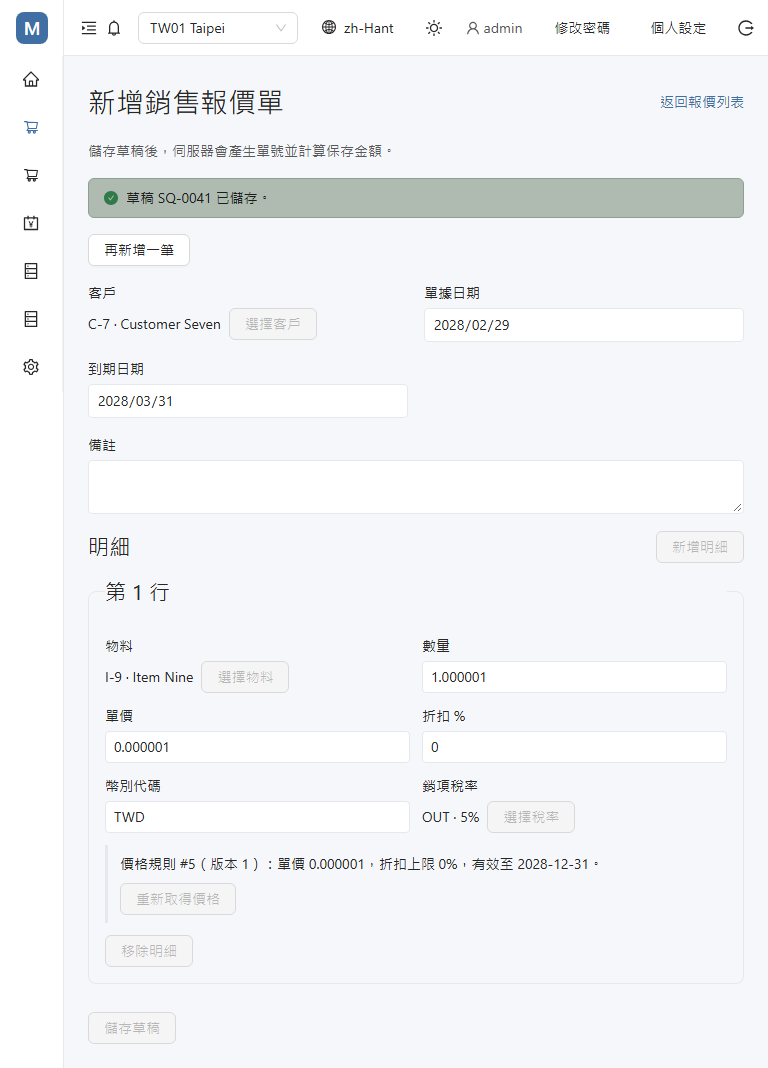 M
TW01 Taipei
zh-Hant
admin
修改密碼
個人設定
新增銷售報價單
返回報價列表
儲存草稿後，伺服器會產生單號並計算保存金額。
草稿 SQ-0041 已儲存。
再新增一筆
客戶
單據日期
C-7 · Customer Seven
選擇客戶
2028/02/29
到期日期
2028/03/31
備註
明細
新增明細
第 1 行
物料
數量
I-9 · Item Nine
選擇物料
1.000001
單價
折扣 %
0.000001
0
幣別代碼
銷項稅率
TWD
OUT · 5%
選擇稅率
價格規則 #5（版本 1）：單價 0.000001，折扣上限 0%，有效至 2028-12-31。
重新取得價格
移除明細
儲存草稿